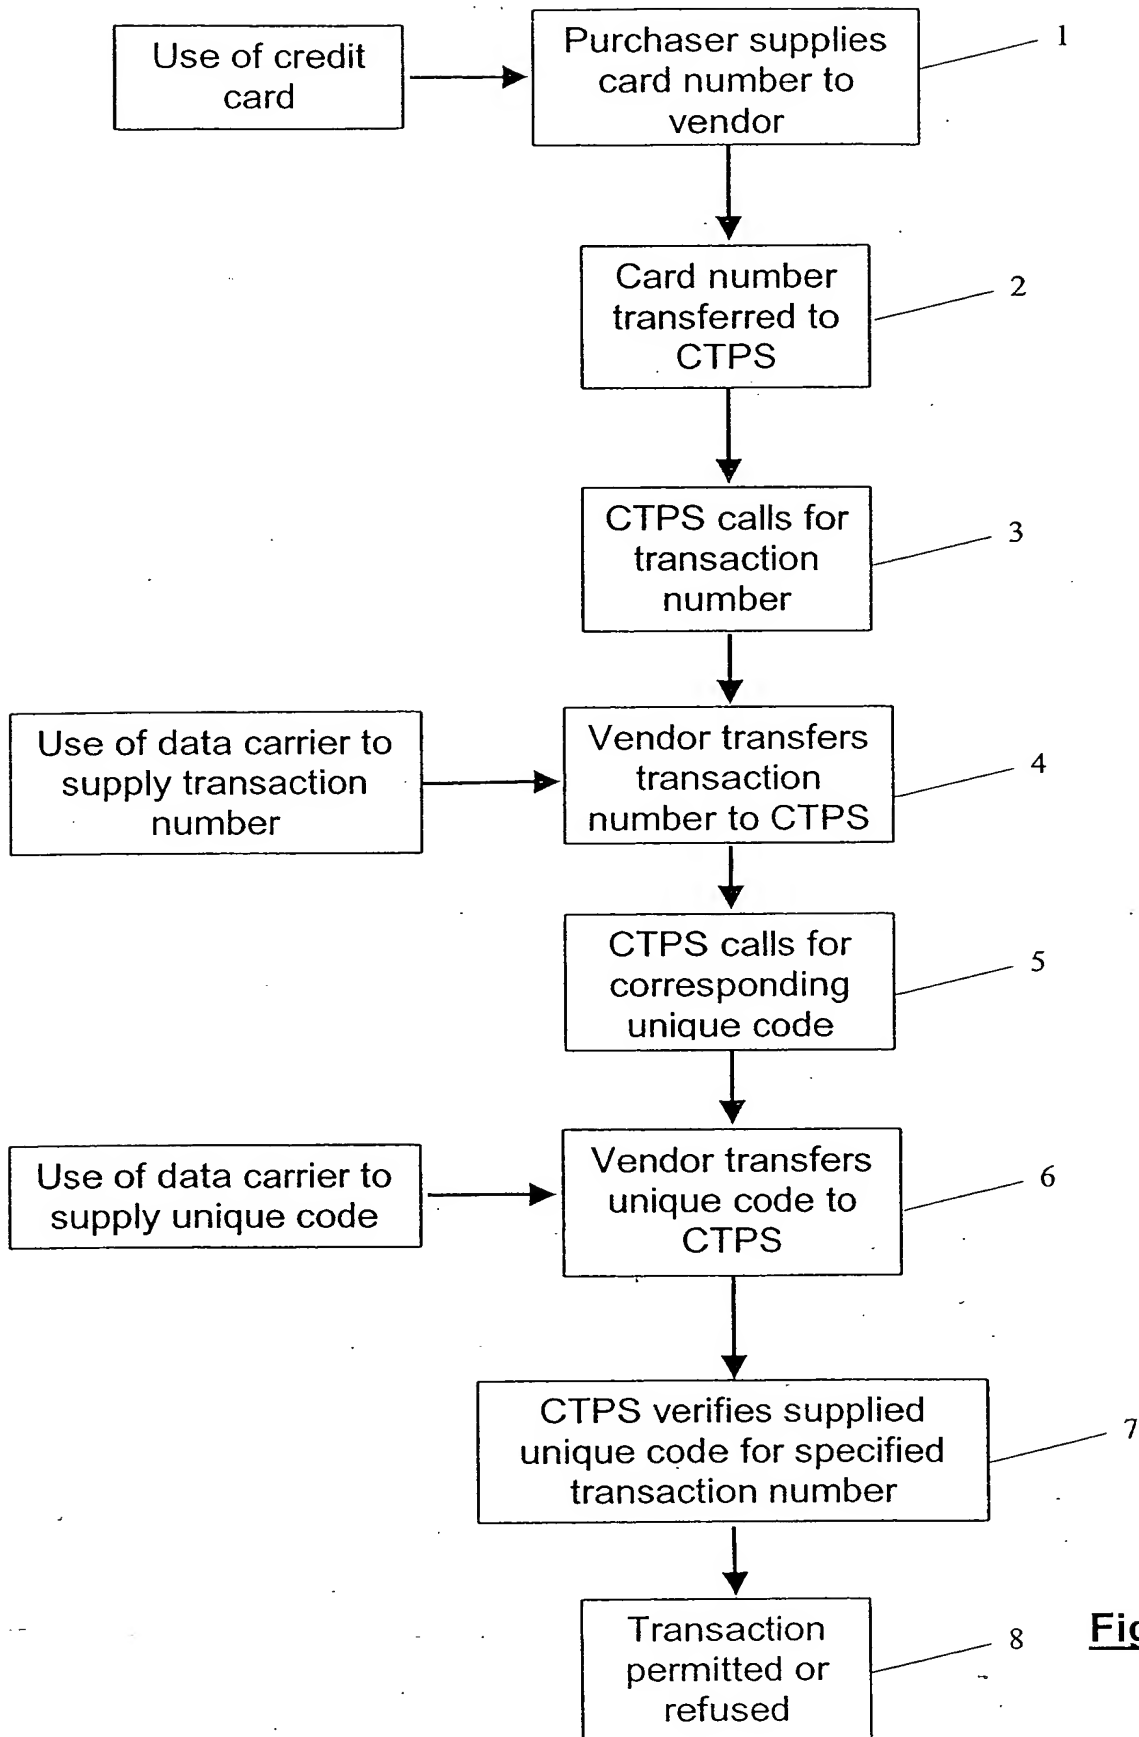 Use of credit
card
Purchaser supplies
card number to
vendor
1
Card number
transferred to
CTPS
2
CTPS calls for
transaction
number
3
Use of data carrier to
supply transaction
number
Vendor transfers
transaction
number to CTPS
4
CTPS calls for
corresponding
unique code
5
Use of data carrier to
supply unique code
Vendor transfers
unique code to
CTPS
6
CTPS verifies supplied
unique code for specified
transaction number
7
Transaction
permitted or
refused
8